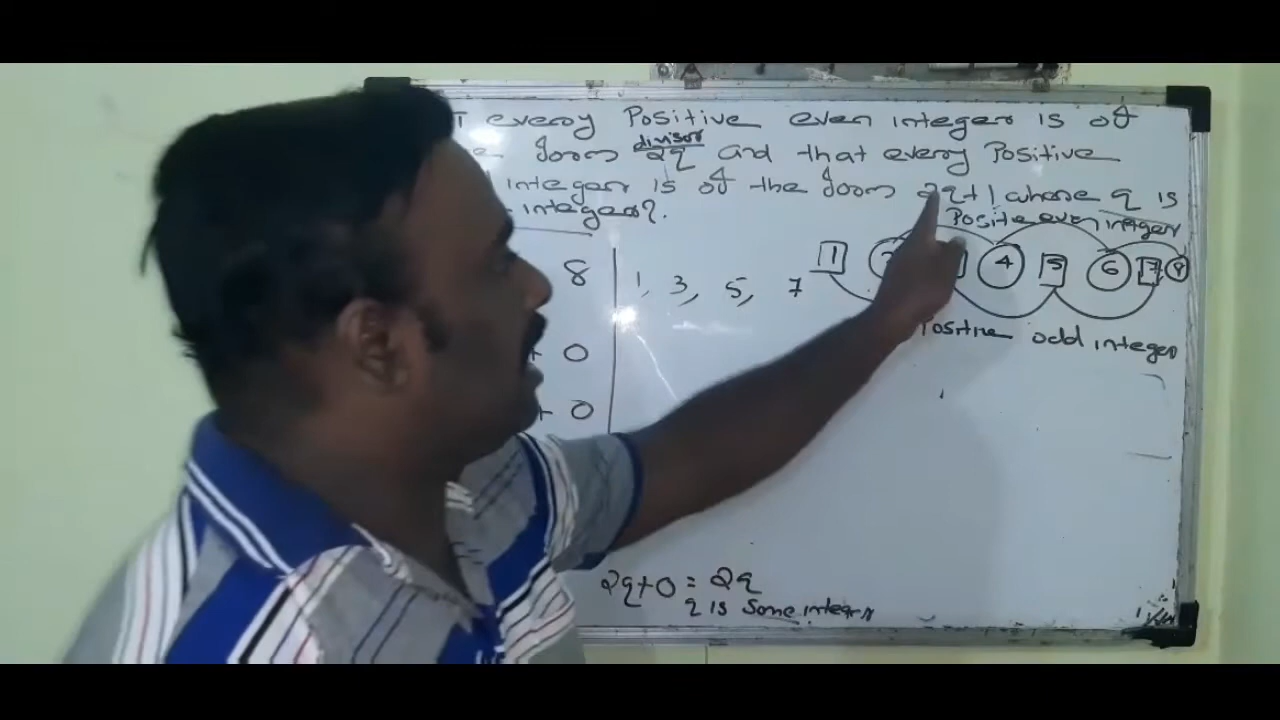 every Positive even integer is of
form divisor 2q and that every Positive
integer is of the form 2q+1 where q is
integer?.
Positive even integer
8 1, 3, 5, 7 1 4 5 6 7 8
0
Positive odd integer
+ 0
2q+0 = 2q
q is Some integer